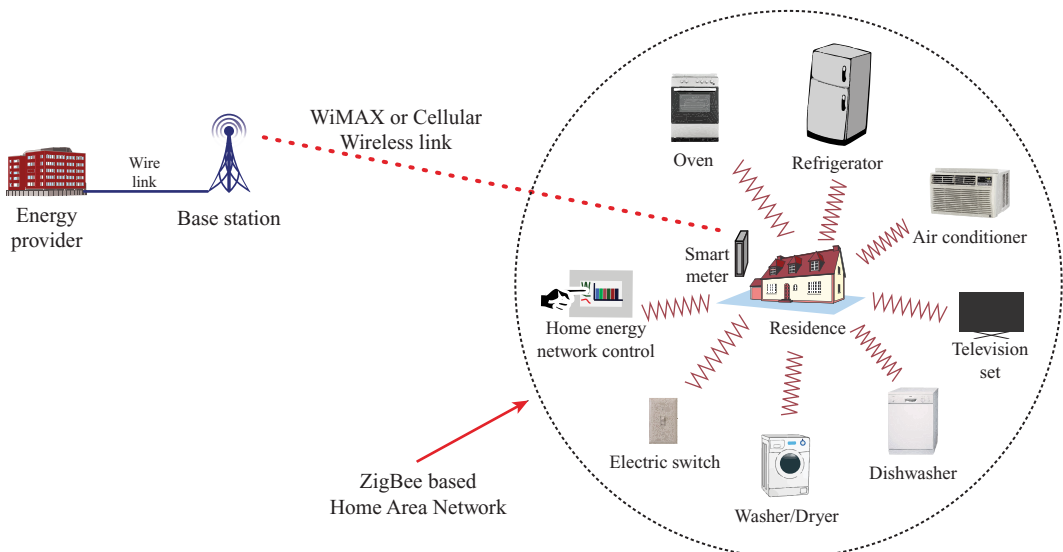 WiMAX or Cellular
Wireless link
Wire
link
Energy
provider
Base station
Oven
Refrigerator
Air conditioner
Smart
meter
Home energy
network control
Residence
Television
set
Electric switch
Washer/Dryer
Dishwasher
ZigBee based
Home Area Network